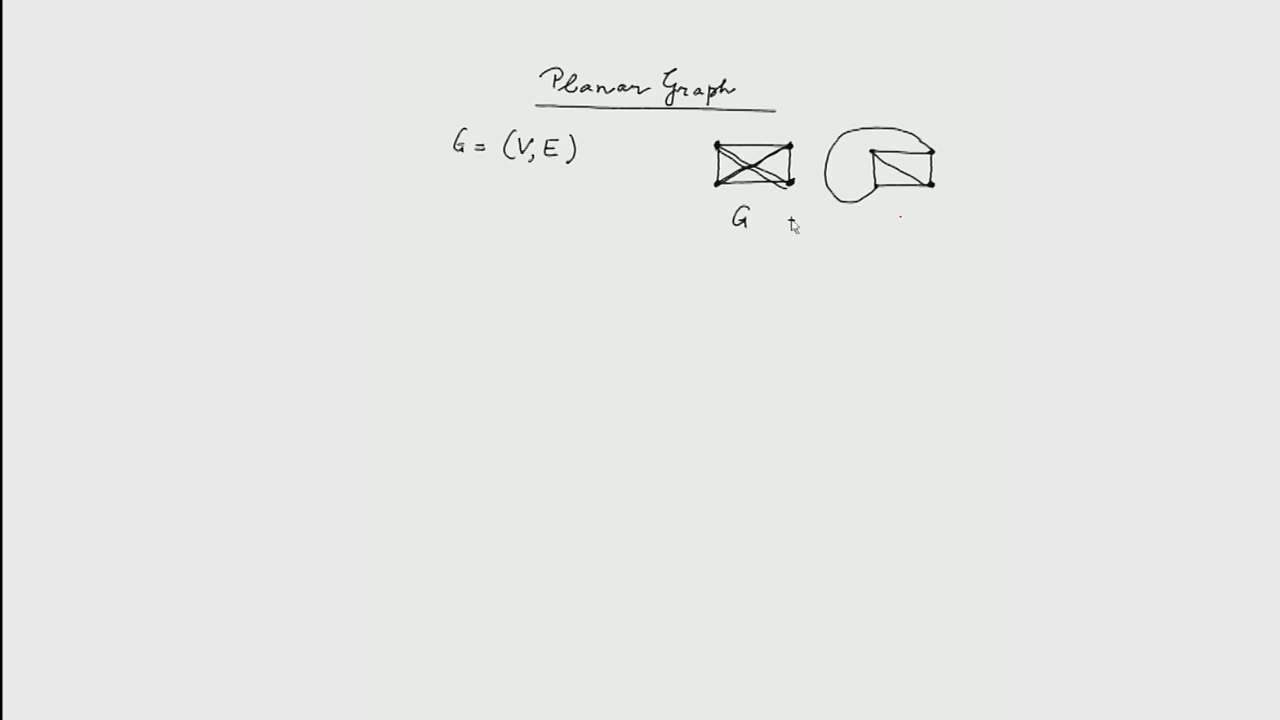 Planar Graph
G = (V, E)
G